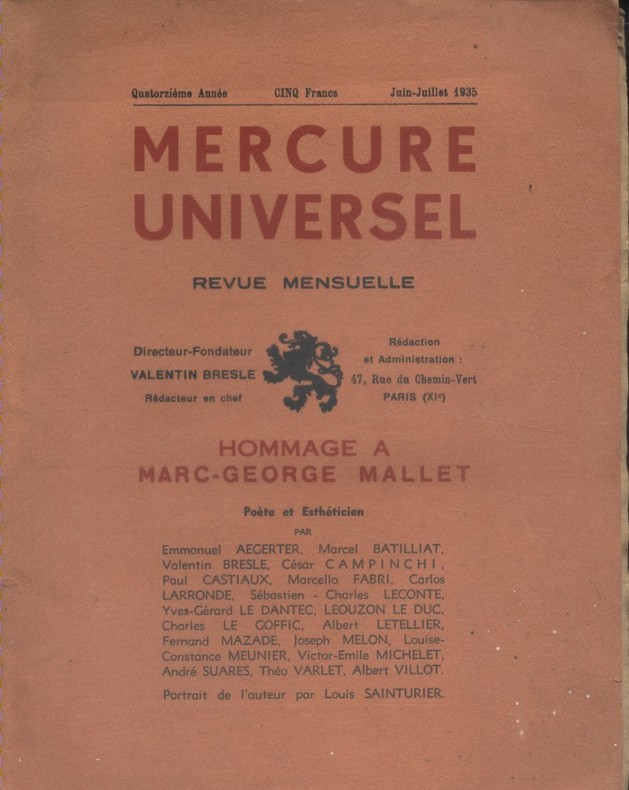 Quatorzième Année CINQ Francs Juin-Juillet 1935
MERCURE
UNIVERSEL
REVUE MENSUELLE
Directeur-Fondateur
VALENTIN BRESLE
Rédacteur en chef
Rédaction
et Administration :
47, Rue du Chemin-Vert
PARIS (XIe)
HOMMAGE A
MARC-GEORGE MALLET
Poète et Esthéticien
PAR
Emmanuel AEGERTER, Marcel BATILLIAT,
Valentin BRESLE, César CAMPINCHI,
Paul CASTIAUX, Marcello FABRI, Carlos
LARRONDE, Sébastien - Charles LECONTE,
Yves-Gérard LE DANTEC, LEOUZON LE DUC,
Charles LE GOFFIC, Albert LETELLIER,
Fernand MAZADE, Joseph MELON, Louise-
Constance MEUNIER, Victor-Emile MICHELET,
André SUARES, Théo VARLET, Albert VILLOT.
Portrait de l'auteur par Louis SAINTURIER.